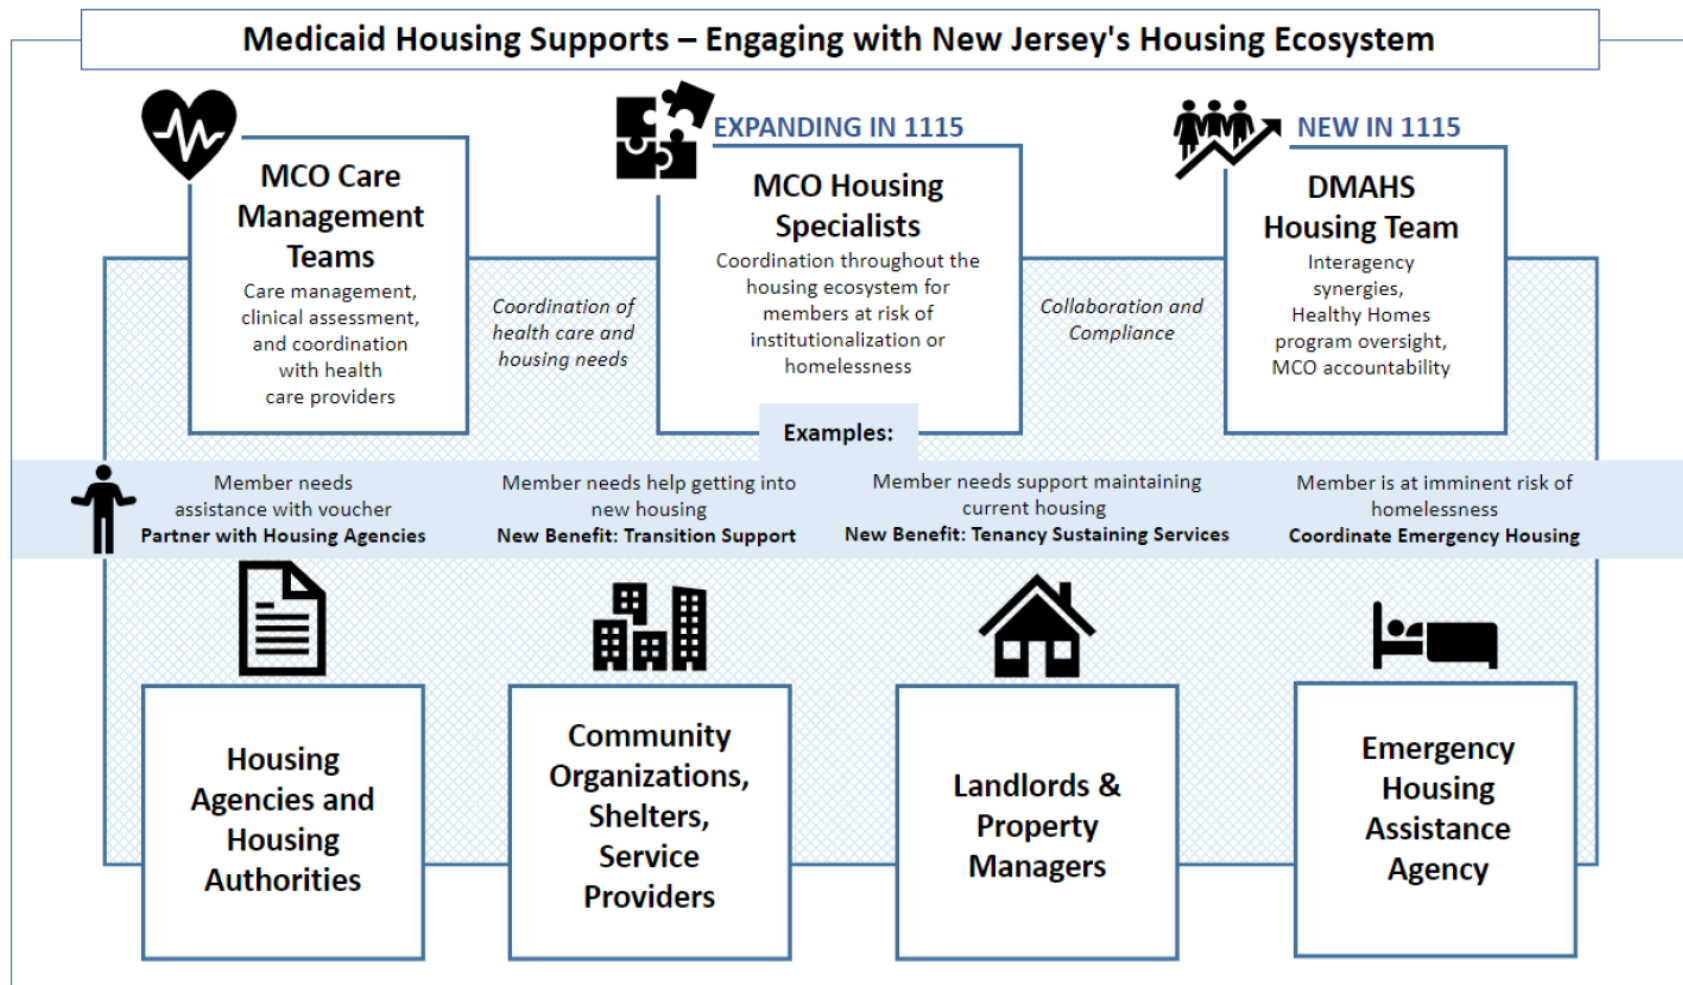 Medicaid Housing Supports – Engaging with New Jersey's Housing Ecosystem
MCO Care
Management
Teams
Care management,
clinical assessment,
and coordination
with health
care providers
Coordination of
health care and
housing needs
EXPANDING IN 1115
MCO Housing
Specialists
Coordination throughout the
housing ecosystem for
members at risk of
institutionalization or
homelessness
Collaboration and
Compliance
NEW IN 1115
DMAHS
Housing Team
Interagency
synergies,
Healthy Homes
program oversight,
MCO accountability
Examples:
Member needs
assistance with voucher
Partner with Housing Agencies
Member needs help getting into
new housing
New Benefit: Transition Support
Member needs support maintaining
current housing
New Benefit: Tenancy Sustaining Services
Member is at imminent risk of
homelessness
Coordinate Emergency Housing
Housing
Agencies and
Housing
Authorities
Community
Organizations,
Shelters,
Service
Providers
Landlords &
Property
Managers
Emergency
Housing
Assistance
Agency